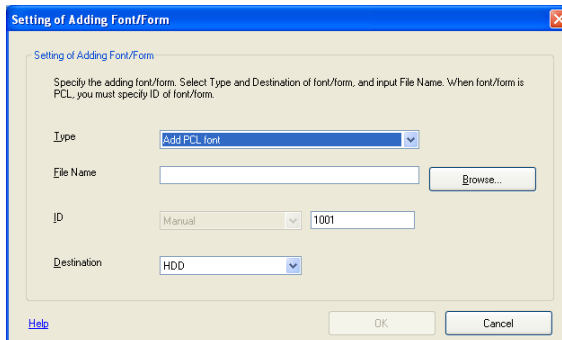 Setting of Adding Font/Form
Setting of Adding Font/Form
Specify the adding font/form. Select Type and Destination of font/form, and input File Name. When font/form is
PCL, you must specify ID of font/form.
Type Add PCL font
File Name Browse...
ID Manual 1001
Destination HDD
Help OK Cancel